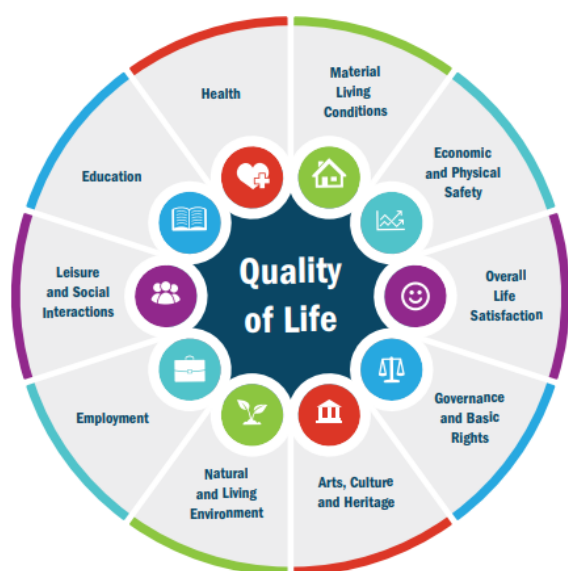 Quality
of Life
Material
Living
Conditions
Economic
and Physical
Safety
Overall
Life
Satisfaction
Governance
and Basic
Rights
Arts, Culture
and Heritage
Natural
and Living
Environment
Employment
Leisure
and Social
Interactions
Education
Health